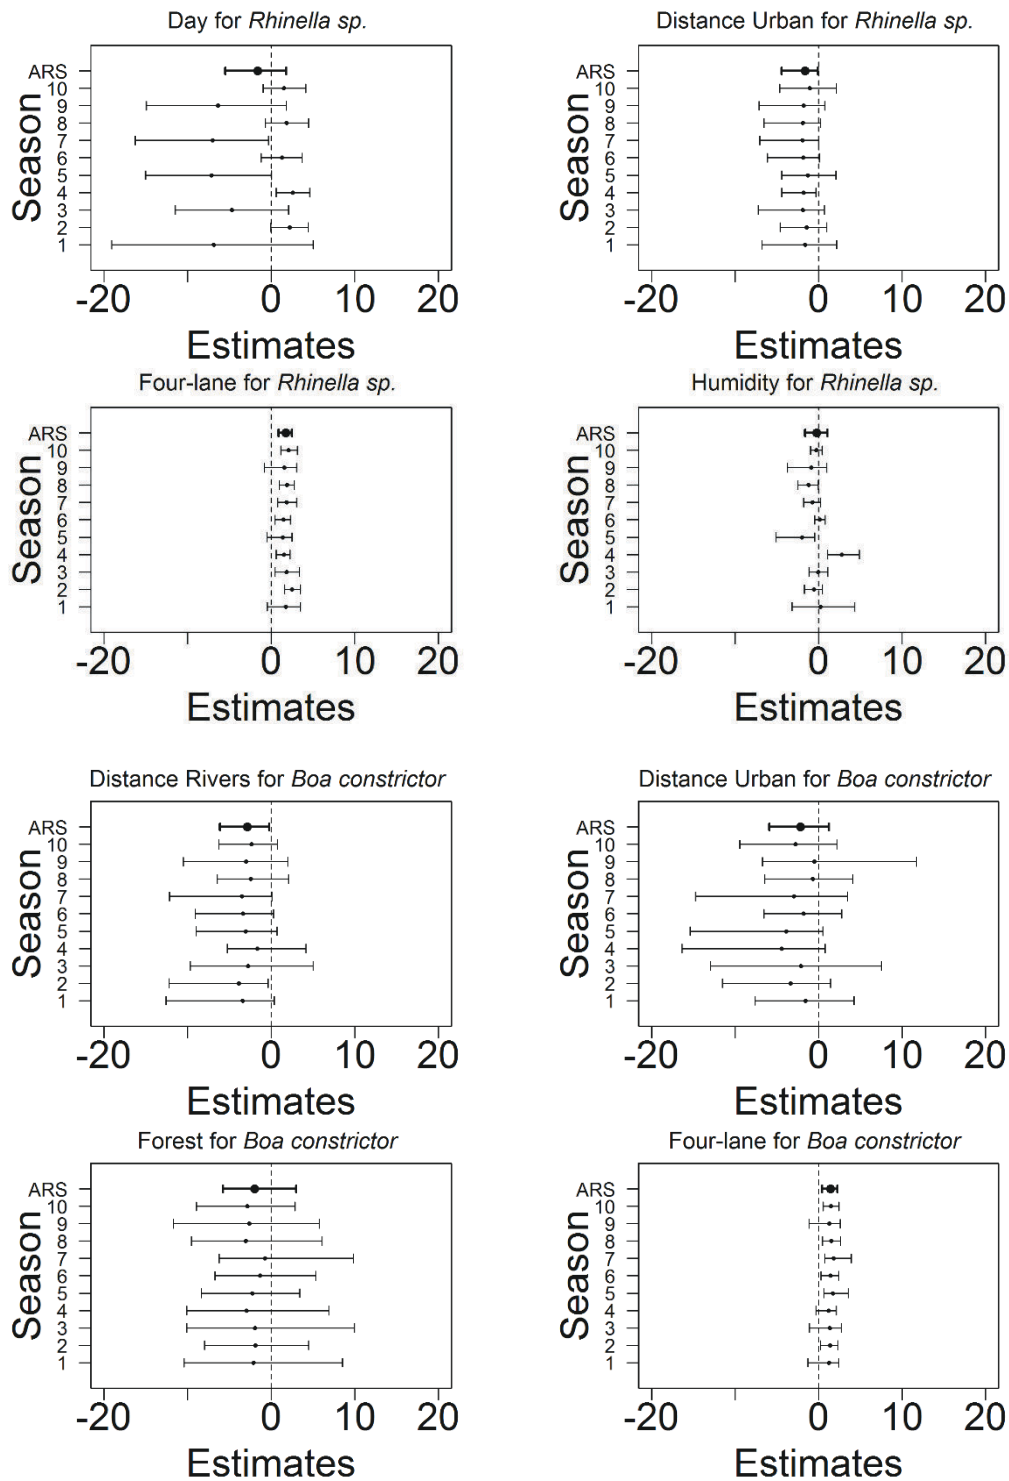 Day for Rhinella sp.
Season
ARS
10
9
8
7
6
5
4
3
2
1
-20 0 20
Estimates
Distance Urban for Rhinella sp.
Season
ARS
10
9
8
7
6
5
4
3
2
1
-20 0 20
Estimates
Four-lane for Rhinella sp.
Season
ARS
10
9
8
7
6
5
4
3
2
1
-20 0 20
Estimates
Humidity for Rhinella sp.
Season
ARS
10
9
8
7
6
5
4
3
2
1
-20 0 20
Estimates
Distance Rivers for Boa constrictor
Season
ARS
10
9
8
7
6
5
4
3
2
1
-20 0 20
Estimates
Distance Urban for Boa constrictor
Season
ARS
10
9
8
7
6
5
4
3
2
1
-20 0 20
Estimates
Forest for Boa constrictor
Season
ARS
10
9
8
7
6
5
4
3
2
1
-20 0 20
Estimates
Four-lane for Boa constrictor
Season
ARS
10
9
8
7
6
5
4
3
2
1
-20 0 20
Estimates